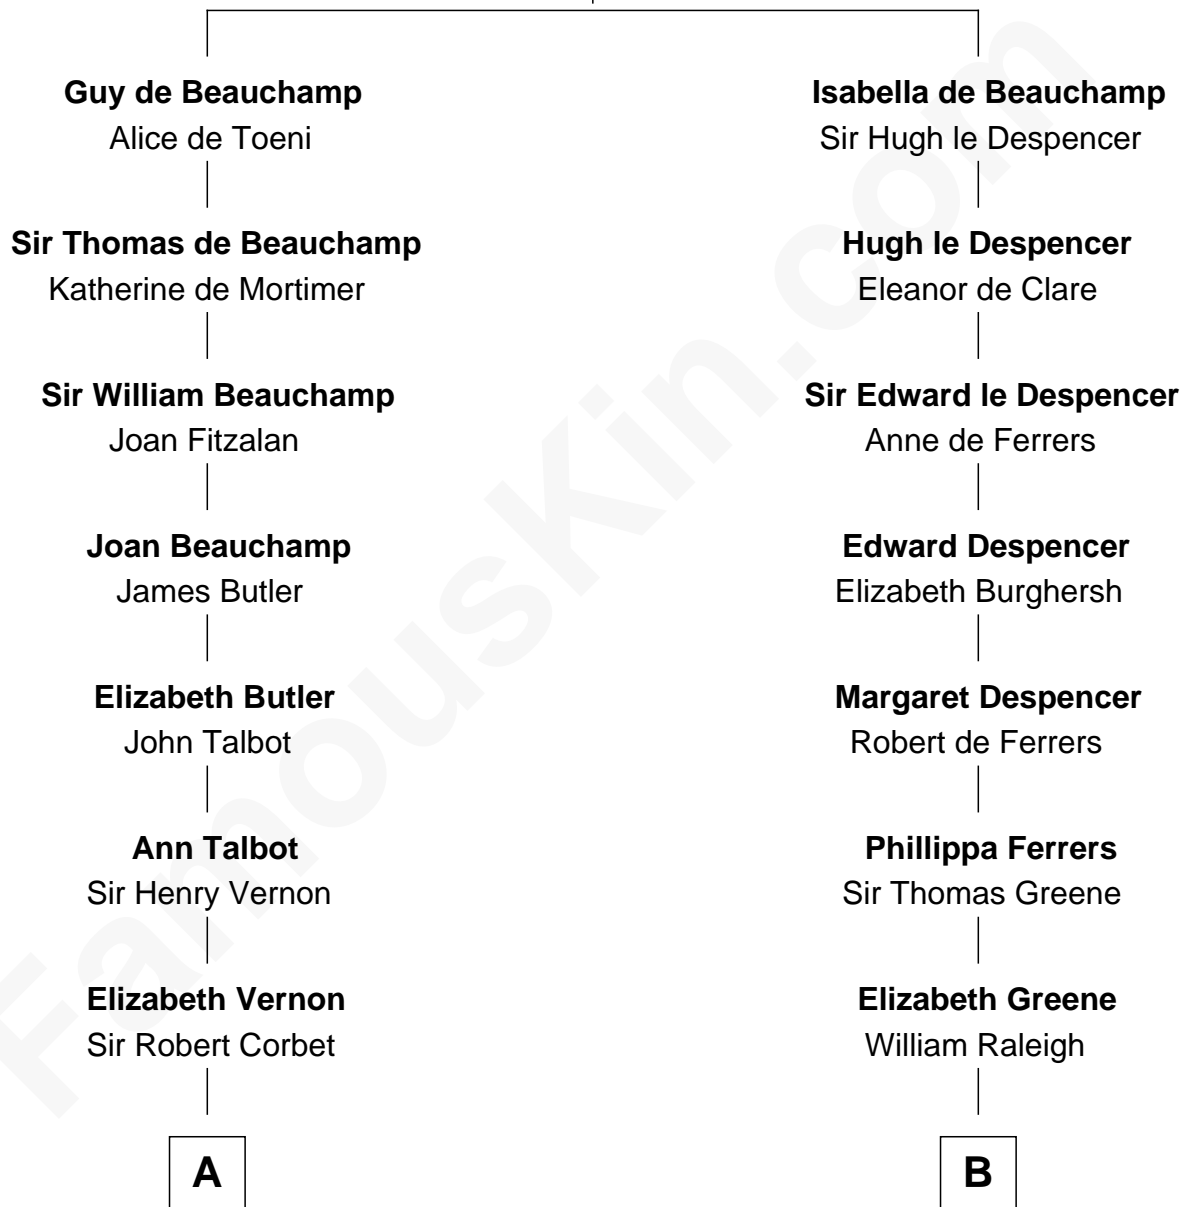 Guy de Beauchamp
Alice de Toeni
Sir Thomas de Beauchamp
Katherine de Mortimer
Sir William Beauchamp
Joan Fitzalan
Joan Beauchamp
James Butler
Elizabeth Butler
John Talbot
Ann Talbot
Sir Henry Vernon
Elizabeth Vernon
Sir Robert Corbet
A
Isabella de Beauchamp
Sir Hugh le Despencer
Hugh le Despencer
Eleanor de Clare
Sir Edward le Despencer
Anne de Ferrers
Edward Despencer
Elizabeth Burghersh
Margaret Despencer
Robert de Ferrers
Phillippa Ferrers
Sir Thomas Greene
Elizabeth Greene
William Raleigh
B
FamousKin.com